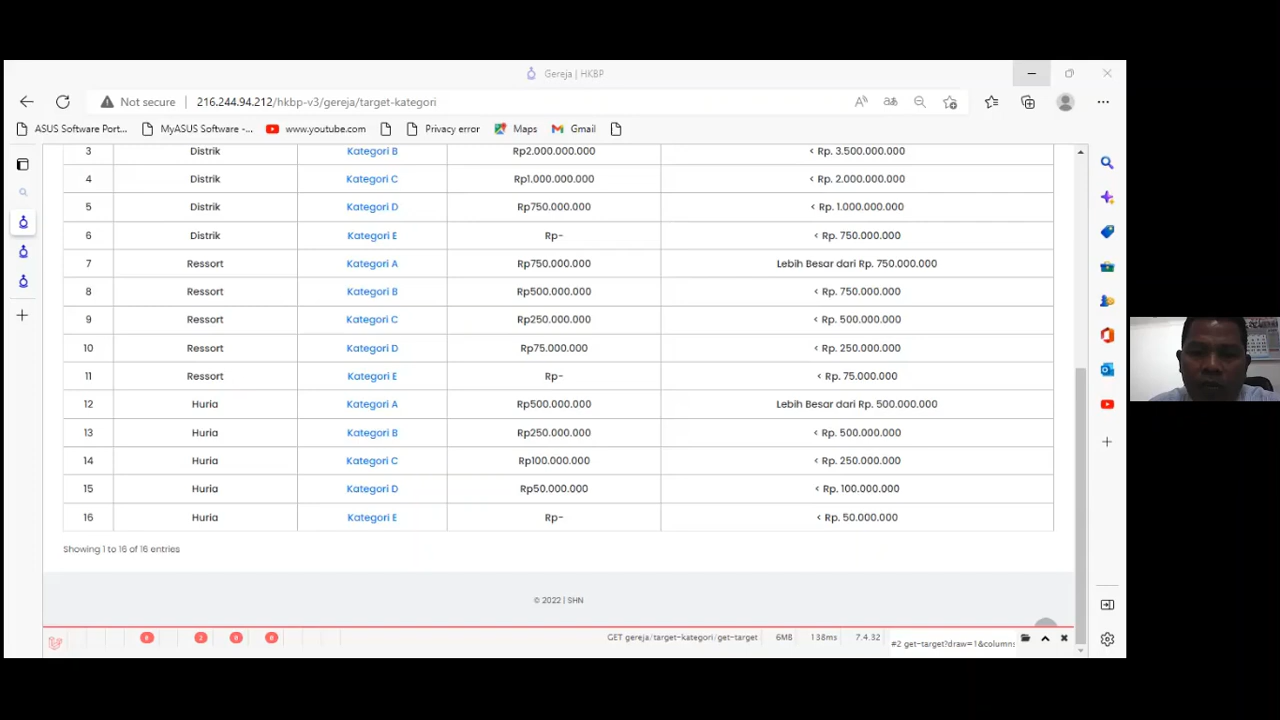 Gereja | HKBP
Not secure 216.244.94.212/hkbp-v3/gereja/target-kategori
ASUS Software Port... MyASUS Software -... www.youtube.com Privacy error Maps Gmail
3 Distrik Kategori B Rp2.000.000.000 < Rp. 3.500.000.000
4 Distrik Kategori C Rp1.000.000.000 < Rp. 2.000.000.000
5 Distrik Kategori D Rp750.000.000 < Rp. 1.000.000.000
6 Distrik Kategori E Rp- < Rp. 750.000.000
7 Ressort Kategori A Rp750.000.000 Lebih Besar dari Rp. 750.000.000
8 Ressort Kategori B Rp500.000.000 < Rp. 750.000.000
9 Ressort Kategori C Rp250.000.000 < Rp. 500.000.000
10 Ressort Kategori D Rp75.000.000 < Rp. 250.000.000
11 Ressort Kategori E Rp- < Rp. 75.000.000
12 Huria Kategori A Rp500.000.000 Lebih Besar dari Rp. 500.000.000
13 Huria Kategori B Rp250.000.000 < Rp. 500.000.000
14 Huria Kategori C Rp100.000.000 < Rp. 250.000.000
15 Huria Kategori D Rp50.000.000 < Rp. 100.000.000
16 Huria Kategori E Rp- < Rp. 50.000.000
Showing 1 to 16 of 16 entries
© 2022 | SHN
2 GET gereja/target-kategori/get-target 6MB 138ms 7.4.32 #2 get-target?draw=1&columns